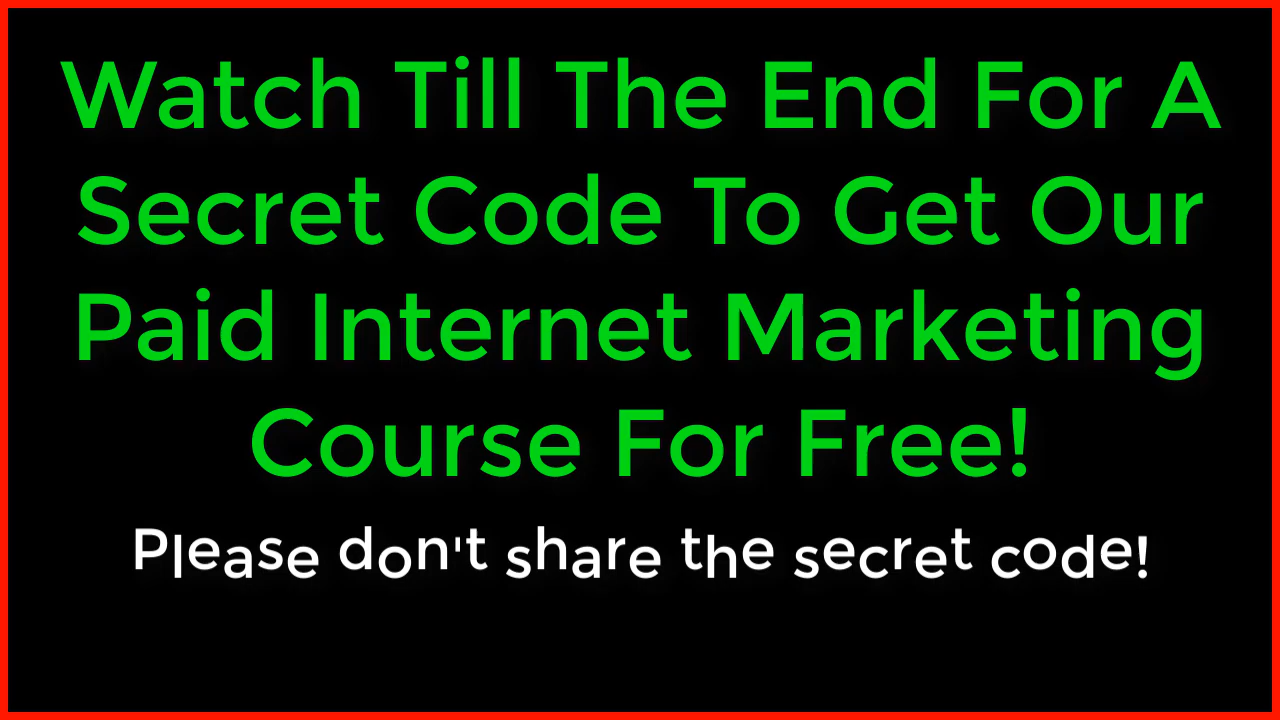 Watch Till The End For A
Secret Code To Get Our
Paid Internet Marketing
Course For Free!
Please don't share the secret code!